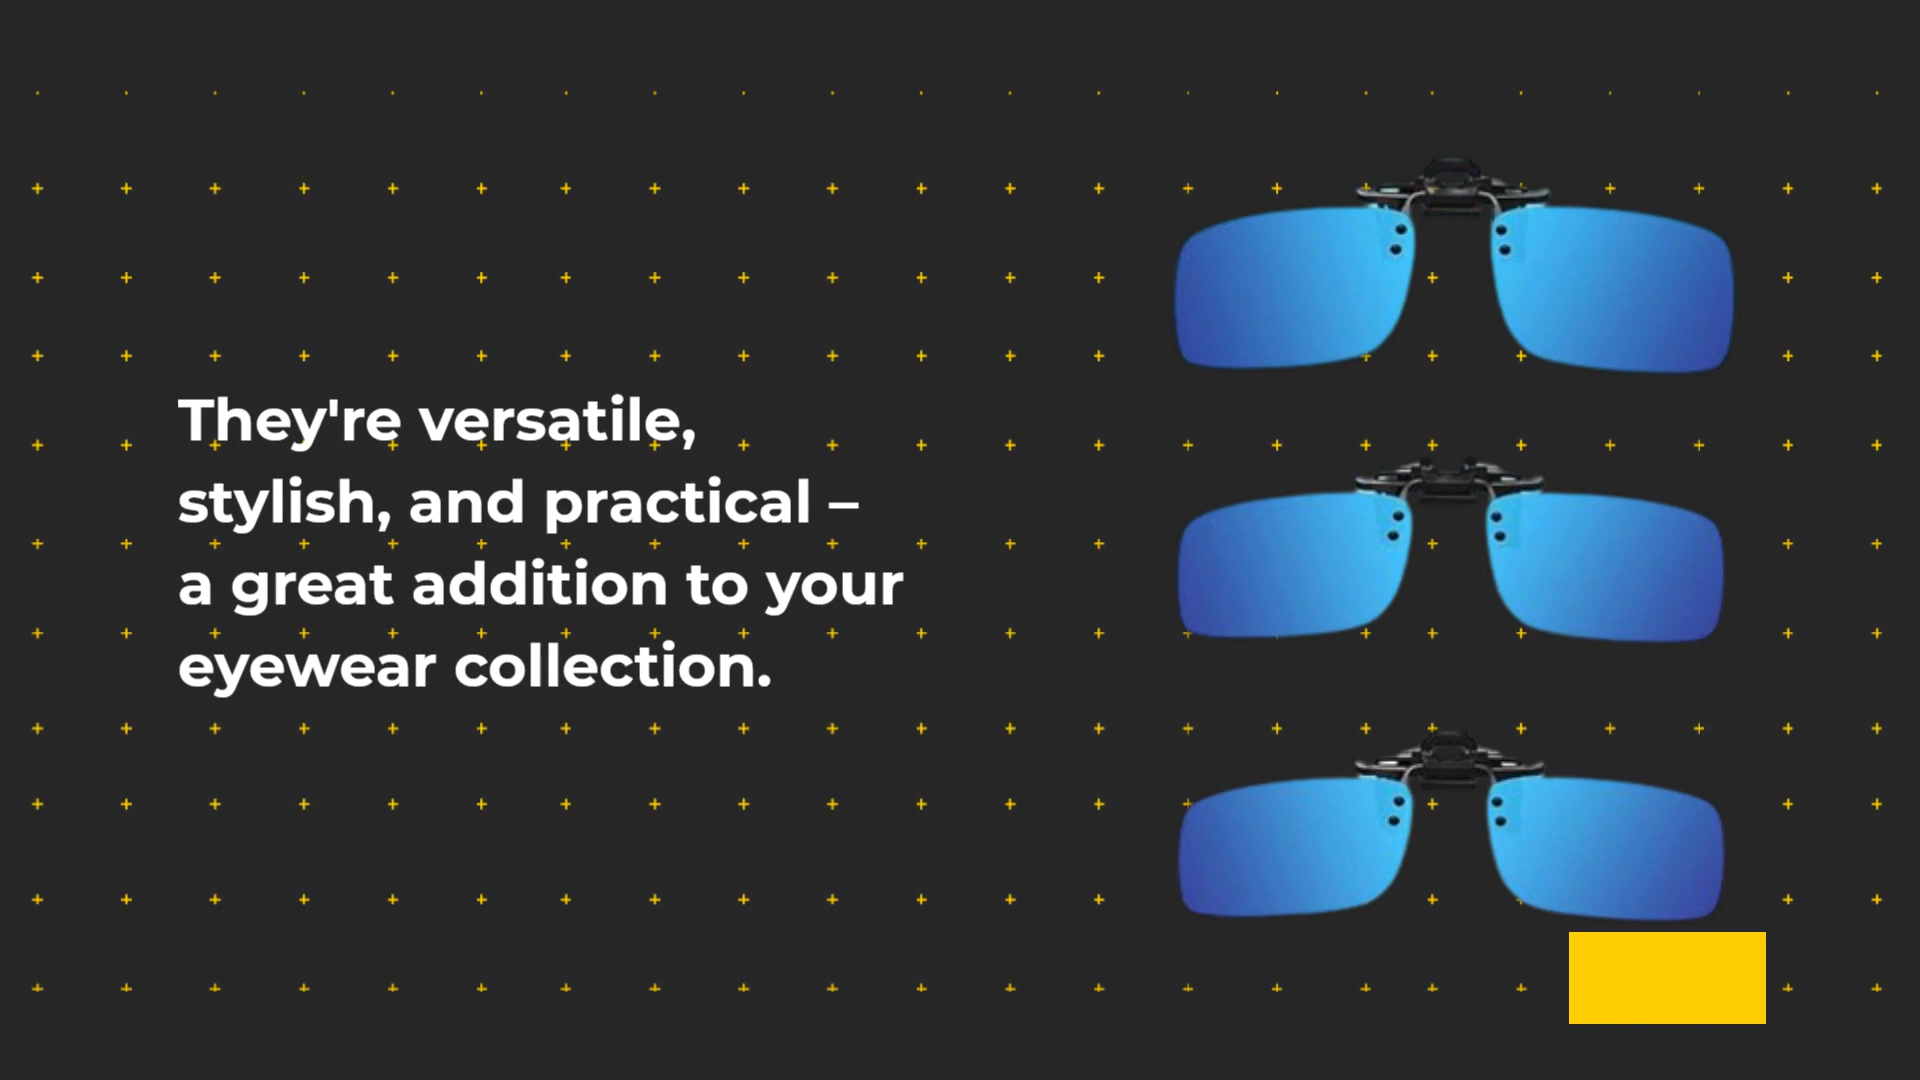 They're versatile,
stylish, and practical –
a great addition to your
eyewear collection.